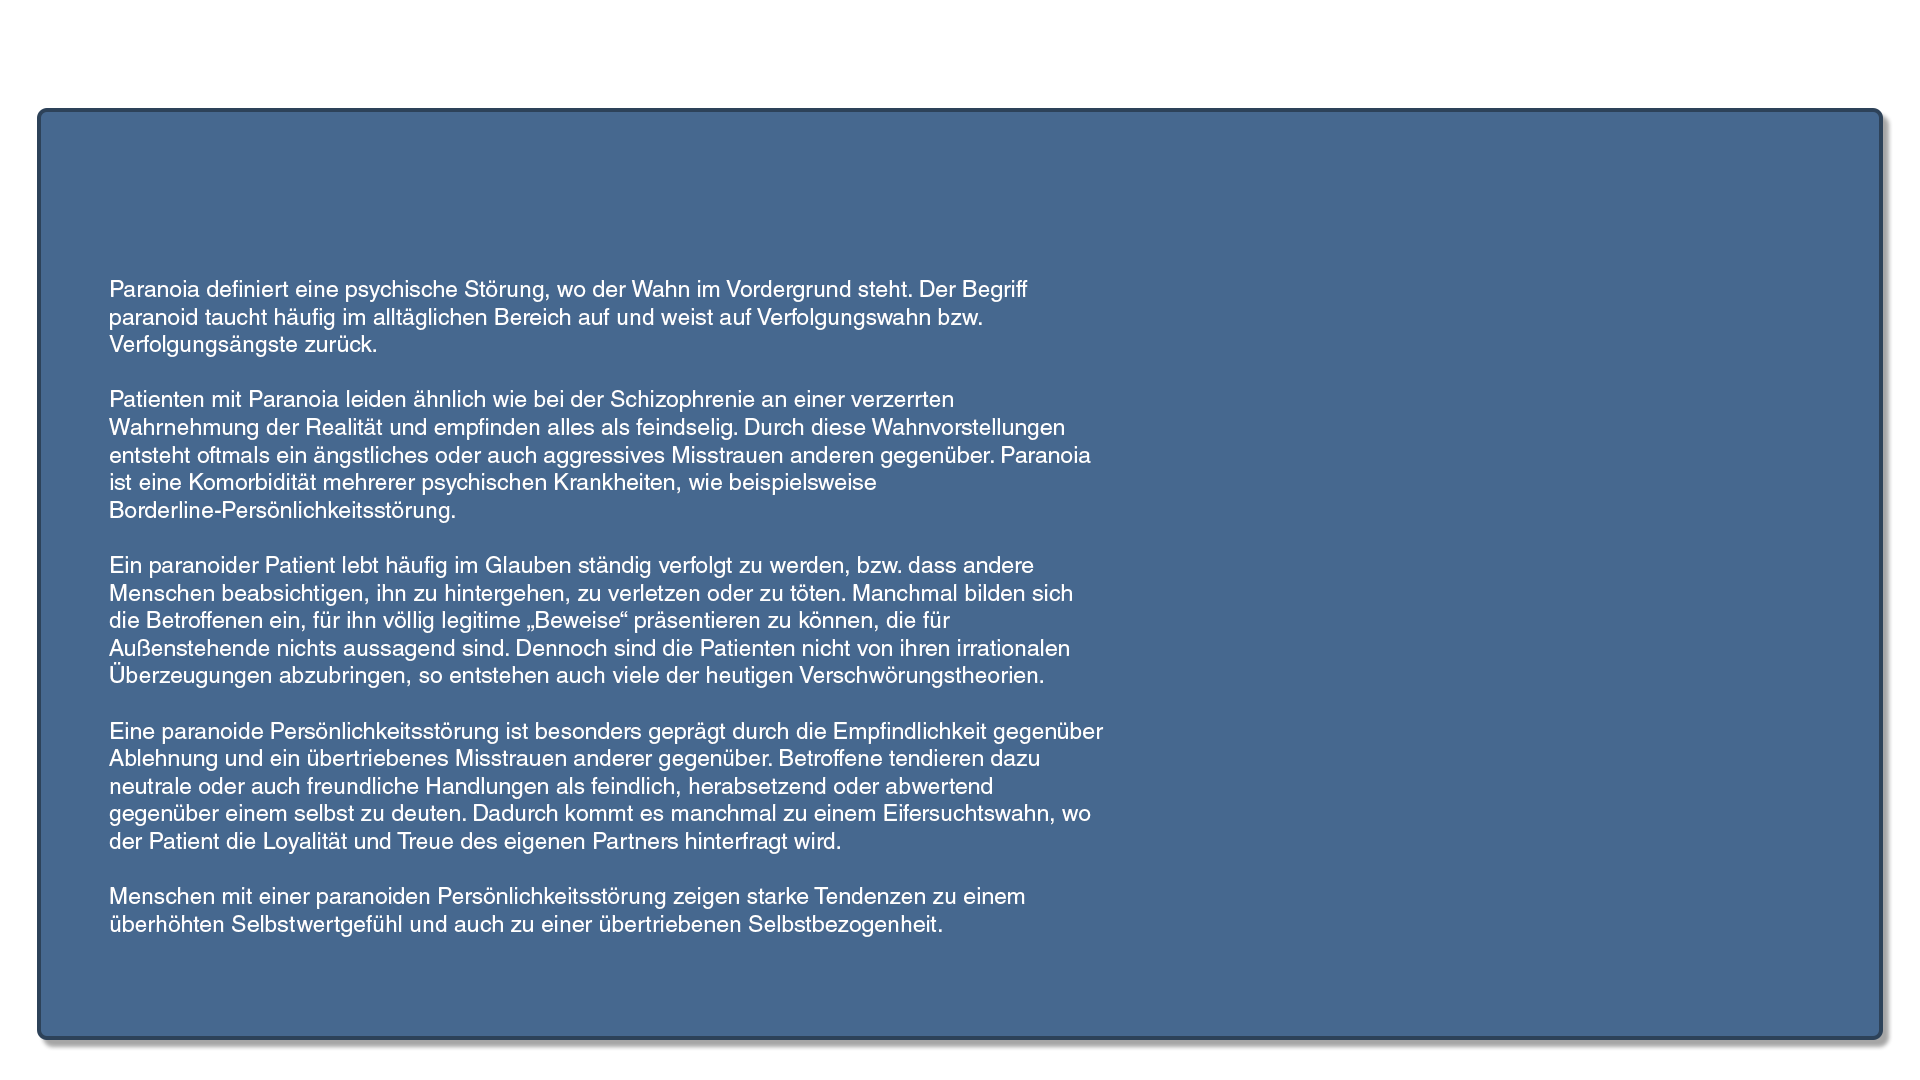 Paranoia definiert eine psychische Störung, wo der Wahn im Vordergrund steht. Der Begriff
paranoid taucht häufig im alltäglichen Bereich auf und weist auf Verfolgungswahn bzw.
Verfolgungsängste zurück.
Patienten mit Paranoia leiden ähnlich wie bei der Schizophrenie an einer verzerrten
Wahrnehmung der Realität und empfinden alles als feindselig. Durch diese Wahnvorstellungen
entsteht oftmals ein ängstliches oder auch aggressives Misstrauen anderen gegenüber. Paranoia
ist eine Komorbidität mehrerer psychischen Krankheiten, wie beispielsweise
Borderline-Persönlichkeitsstörung.
Ein paranoider Patient lebt häufig im Glauben ständig verfolgt zu werden, bzw. dass andere
Menschen beabsichtigen, ihn zu hintergehen, zu verletzen oder zu töten. Manchmal bilden sich
die Betroffenen ein, für ihn völlig legitime „Beweise“ präsentieren zu können, die für
Außenstehende nichts aussagend sind. Dennoch sind die Patienten nicht von ihren irrationalen
Überzeugungen abzubringen, so entstehen auch viele der heutigen Verschwörungstheorien.
Eine paranoide Persönlichkeitsstörung ist besonders geprägt durch die Empfindlichkeit gegenüber
Ablehnung und ein übertriebenes Misstrauen anderer gegenüber. Betroffene tendieren dazu
neutrale oder auch freundliche Handlungen als feindlich, herabsetzend oder abwertend
gegenüber einem selbst zu deuten. Dadurch kommt es manchmal zu einem Eifersuchtswahn, wo
der Patient die Loyalität und Treue des eigenen Partners hinterfragt wird.
Menschen mit einer paranoiden Persönlichkeitsstörung zeigen starke Tendenzen zu einem
überhöhten Selbstwertgefühl und auch zu einer übertriebenen Selbstbezogenheit.